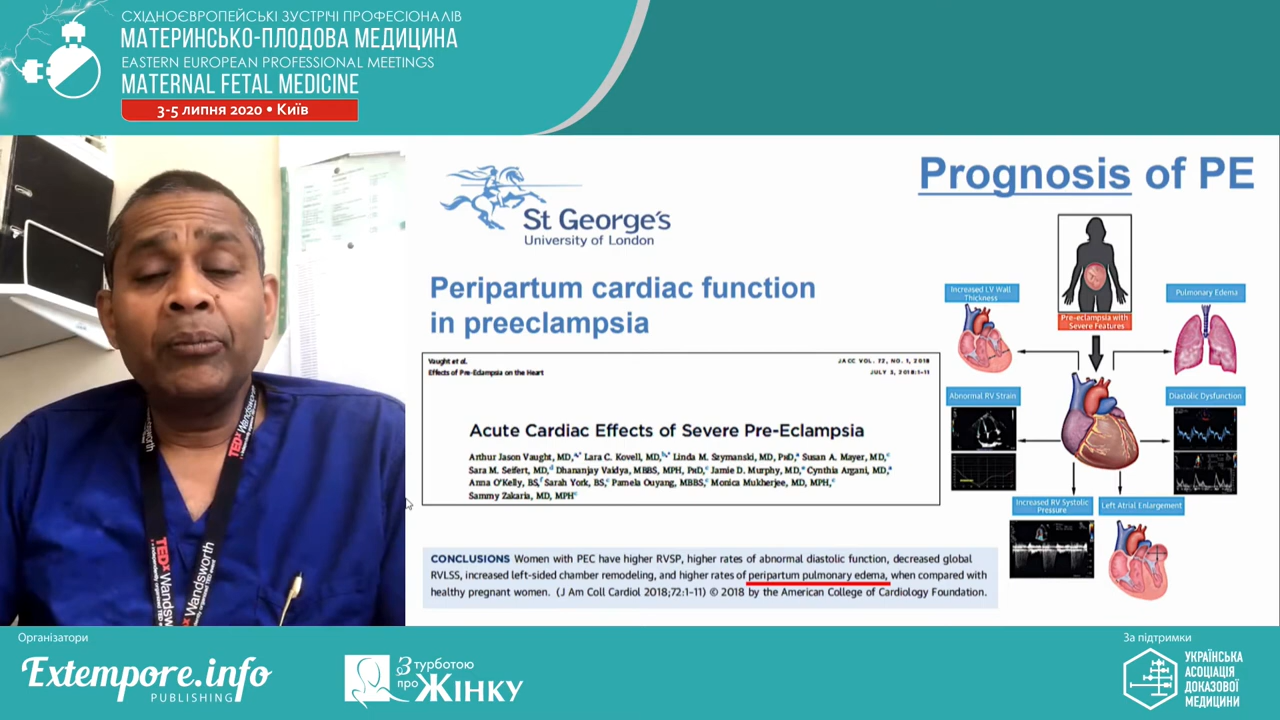 СХІДНОЄВРОПЕЙСЬКІ ЗУСТРІЧІ ПРОФЕСІОНАЛІВ
МАТЕРИНСЬКО-ПЛОДОВА МЕДИЦИНА
EASTERN EUROPEAN PROFESSIONAL MEETINGS
MATERNAL FETAL MEDICINE
3-5 липня 2020 • Київ
St George's
University of London
Prognosis of PE
Peripartum cardiac function
in preeclampsia
Vaught et al.
Effects of Pre-Eclampsia on the Heart
JACC VOL. 72, NO. 1, 2018
JULY 3, 2018:1-11
Acute Cardiac Effects of Severe Pre-Eclampsia
Arthur Jason Vaught, MD, Lara C. Kovell, MD, Linda M. Szymanski, MD, PhD, Susan A. Mayer, MD,
Sara M. Seifert, MD, Dhananjay Vaidya, MBBS, MPH, PhD, Jamie D. Murphy, MD, Cynthia Argani, MD,
Anna O'Kelly, BS, Sarah York, BS, Pamela Ouyang, MBBS, Monica Mukherjee, MD, MPH,
Sammy Zakaria, MD, MPH
CONCLUSIONS Women with PEC have higher RVSP, higher rates of abnormal diastolic function, decreased global
RVLSS, increased left-sided chamber remodeling, and higher rates of peripartum pulmonary edema, when compared with
healthy pregnant women. (J Am Coll Cardiol 2018;72:1-11) © 2018 by the American College of Cardiology Foundation.
Pre-eclampsia with
Severe Features
Increased LV Wall
Thickness
Pulmonary Edema
Abnormal RV Strain
Diastolic Dysfunction
Increased RV Systolic
Pressure
Left Atrial Enlargement
TEDx
Wandsworth
TEDx
Wandsworth
Організатори
Extempore.info
PUBLISHING
З турботою
про ЖІНКУ
За підтримки
УКРАЇНСЬКА
АСОЦІАЦІЯ
ДОКАЗОВОЇ
МЕДИЦИНИ